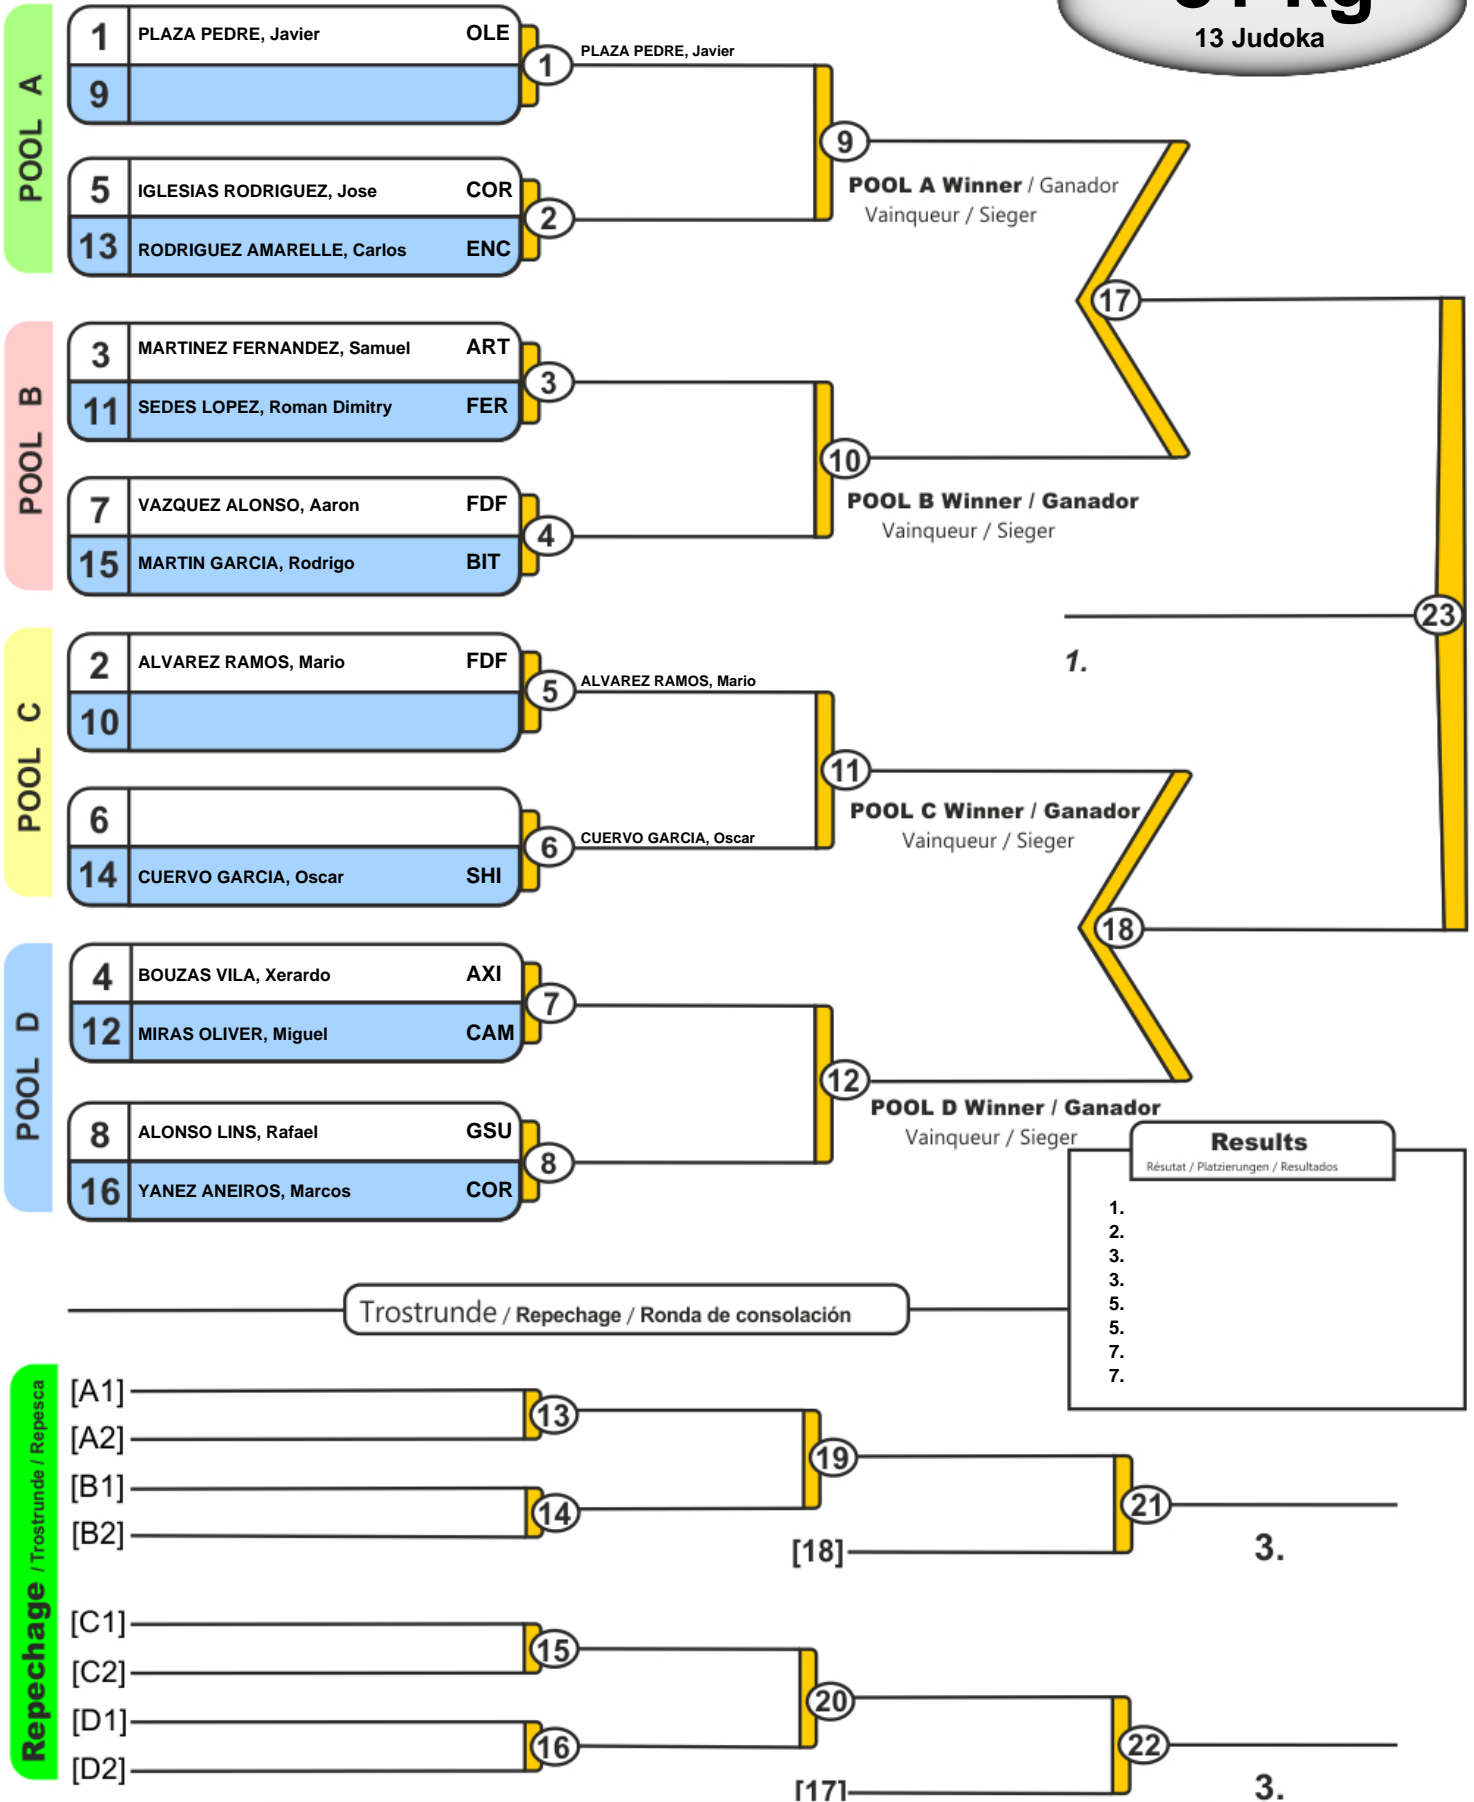 13 Judoka
POOL A
1 PLAZA PEDRE, Javier OLE
9
1 PLAZA PEDRE, Javier
5 IGLESIAS RODRIGUEZ, Jose COR
13 RODRIGUEZ AMARELLE, Carlos ENC
2
9
POOL A Winner / Ganador
Vainqueur / Sieger
17
POOL B
3 MARTINEZ FERNANDEZ, Samuel ART
11 SEDES LOPEZ, Roman Dimitry FER
3
7 VAZQUEZ ALONSO, Aaron FDF
15 MARTIN GARCIA, Rodrigo BIT
4
10
POOL B Winner / Ganador
Vainqueur / Sieger
23
1.
POOL C
2 ALVAREZ RAMOS, Mario FDF
10
5 ALVAREZ RAMOS, Mario
6
14 CUERVO GARCIA, Oscar SHI
6 CUERVO GARCIA, Oscar
11
POOL C Winner / Ganador
Vainqueur / Sieger
18
POOL D
4 BOUZAS VILA, Xerardo AXI
12 MIRAS OLIVER, Miguel CAM
7
8 ALONSO LINS, Rafael GSU
16 YANEZ ANEIROS, Marcos COR
8
12
POOL D Winner / Ganador
Vainqueur / Sieger
Results
Résutat / Platzierungen / Resultados
1.
2.
3.
3.
5.
5.
7.
7.
Trostrunde / Repechage / Ronda de consolación
Repechage / Trostrunde / Repesca
[A1]
[A2]
13
[B1]
[B2]
14
19
[18]
21
3.
[C1]
[C2]
15
[D1]
[D2]
16
20
[17]
22
3.